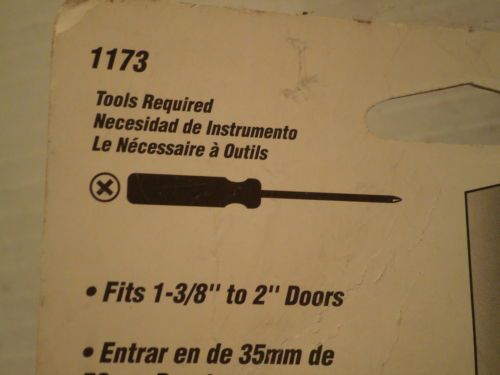 1173
Tools Required
Necesidad de Instrumento
Le Nécessaire à Outils
• Fits 1-3/8" to 2" Doors
• Entrar en de 35mm de